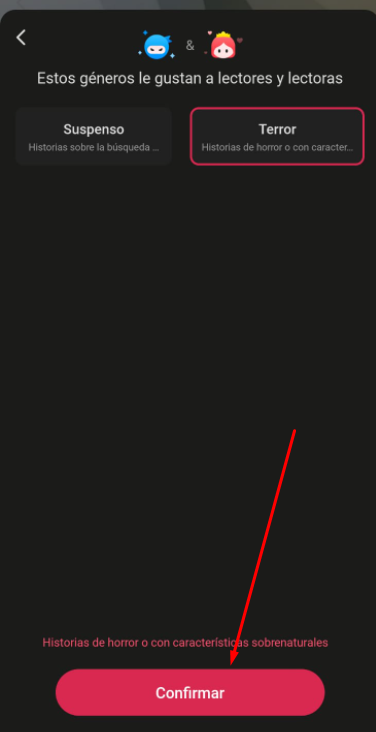 &
Estos géneros le gustan a lectores y lectoras
Suspenso
Historias sobre la búsqueda ...
Terror
Historias de horror o con caracter...
Historias de horror o con características sobrenaturales
Confirmar